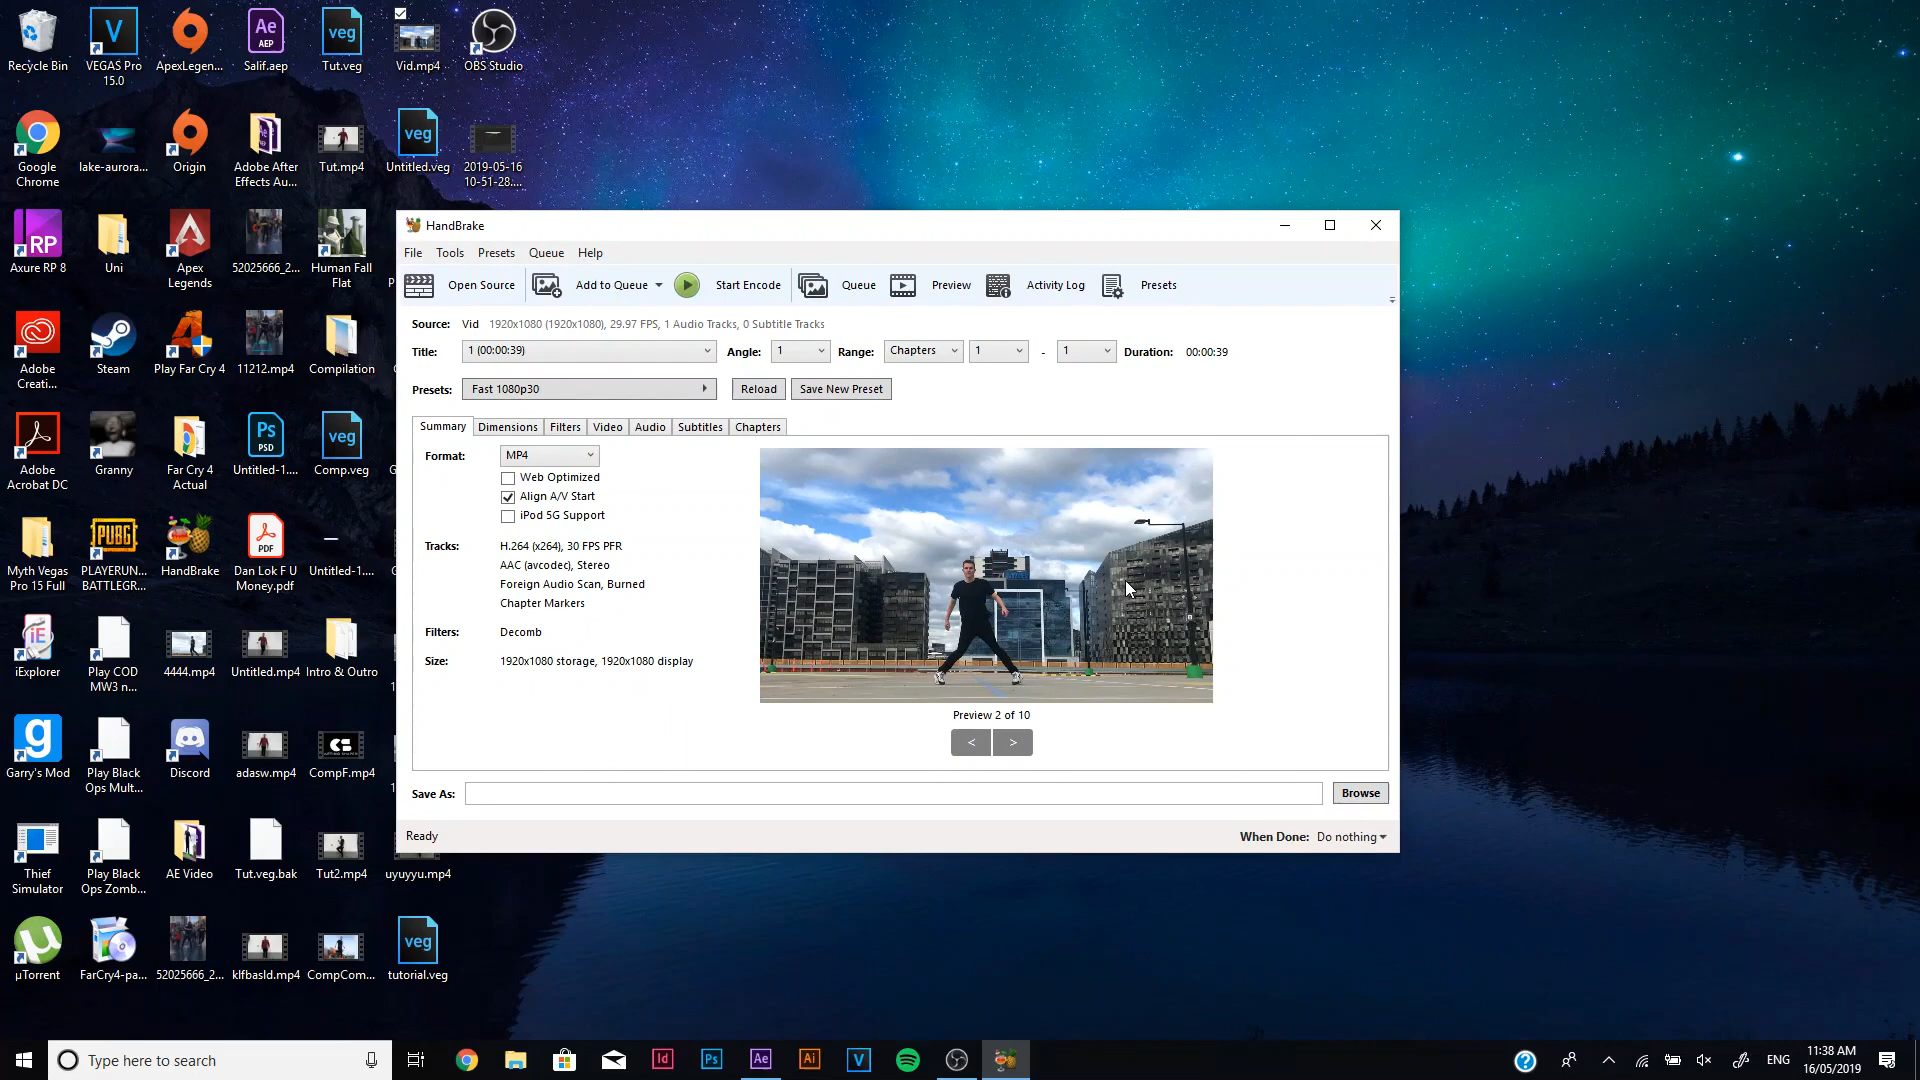 Recycle Bin
VEGAS Pro
15.0
ApexLegen...
Salif.aep
Tut.veg
Vid.mp4
OBS Studio
Google
Chrome
lake-aurora...
Origin
Adobe After
Effects Au...
Tut.mp4
Untitled.veg
2019-05-16
10-51-28....
Axure RP 8
Uni
Apex
Legends
52025666_2...
Human Fall
Flat
Adobe
Creati...
Steam
Play Far Cry 4
11212.mp4
Compilation
Adobe
Acrobat DC
Granny
Far Cry 4
Actual
Untitled-1....
Comp.veg
Myth Vegas
Pro 15 Full
PLAYERUN...
BATTLEGR...
HandBrake
Dan Lok F U
Money.pdf
Untitled-1....
iExplorer
Play COD
MW3 n...
4444.mp4
Untitled.mp4
Intro & Outro
Garry's Mod
Play Black
Ops Mult...
Discord
adasw.mp4
CompF.mp4
Thief
Simulator
Play Black
Ops Zomb...
AE Video
Tut.veg.bak
Tut2.mp4
uyuyyu.mp4
µTorrent
FarCry4-pa...
52025666_2...
klfbasld.mp4
CompCom...
tutorial.veg
HandBrake
File Tools Presets Queue Help
Open Source Add to Queue Start Encode Queue Preview Activity Log Presets
Source: Vid 1920x1080 (1920x1080), 29.97 FPS, 1 Audio Tracks, 0 Subtitle Tracks
Title: 1 (00:00:39) Angle: 1 Range: Chapters 1 - 1 Duration: 00:00:39
Presets: Fast 1080p30 Reload Save New Preset
Summary Dimensions Filters Video Audio Subtitles Chapters
Format: MP4
Web Optimized
Align A/V Start
iPod 5G Support
Tracks: H.264 (x264), 30 FPS PFR
AAC (avcodec), Stereo
Foreign Audio Scan, Burned
Chapter Markers
Filters: Decomb
Size: 1920x1080 storage, 1920x1080 display
Preview 2 of 10
< >
Save As: Browse
Ready When Done: Do nothing
Type here to search
ENG
11:38 AM
16/05/2019